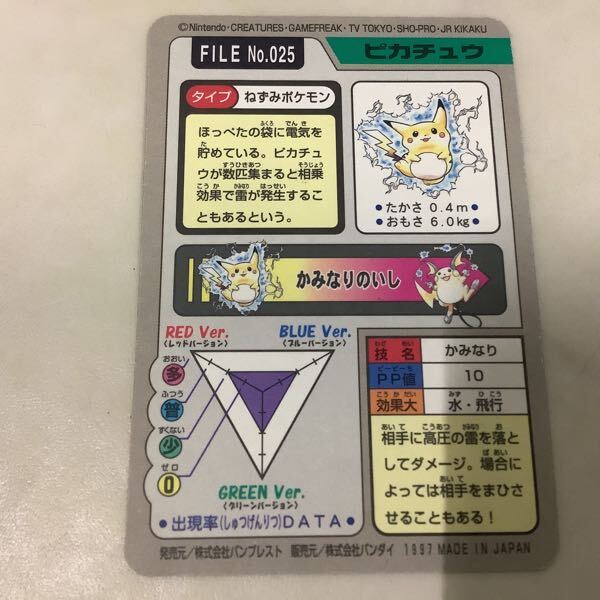 ©Nintendo・CREATURES・GAMEFREAK・TV TOKYO・SHO-PRO・JR KIKAKU
FILE No.025
ピカチュウ
タイプ ねずみポケモン
ほっぺたの袋に電気を
貯めている。ピカチュ
ウが数匹集まると相乗
効果で雷が発生するこ
ともあるという。
・たかさ 0.4m・
・おもさ 6.0kg・
かみなりのいし
RED Ver.
(レッドバージョン)
BLUE Ver.
(ブルーバージョン)
おおい
多
ふつう
普
すくない
少
ゼロ
0
GREEN Ver.
(グリーンバージョン)
・出現率(しゅつげんりつ)DATA・
技名 かみなり
PP値 10
効果大 水・飛行
相手に高圧の雷を落と
してダメージ。場合に
よっては相手をまひさ
せることもある!
発売元/株式会社バンプレスト 販売元/株式会社バンダイ 1997 MADE IN JAPAN